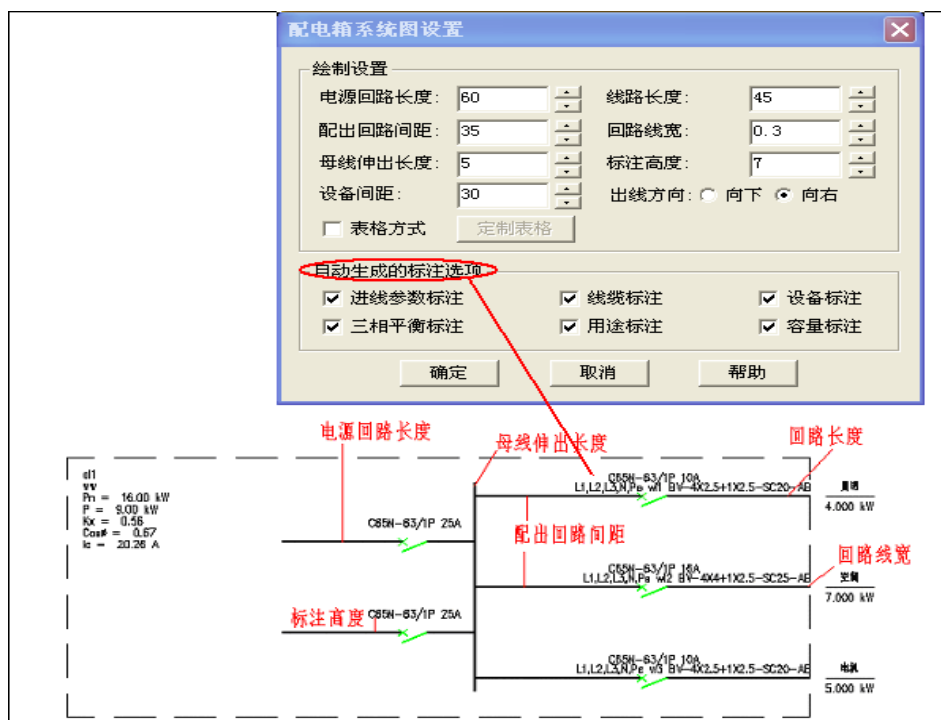 配电箱系统图设置
绘制设置
电源回路长度: 60 线路长度: 45
配出回路间距: 35 回路线宽: 0.3
母线伸出长度: 5 标注高度: 7
设备间距: 30 出线方向: 向下 向右
表格方式 定制表格
自动生成的标注选项
进线参数标注 线缆标注 设备标注
三相平衡标注 用途标注 容量标注
确定 取消 帮助
电源回路长度 母线伸出长度 回路长度
Pn = 16.00 kW
P = 9.00 kW
Kx = 0.56
Cosφ = 0.67
Ic = 20.26 A
C65N-63/1P 10A
L1,L2,L3,N,Pe wl1 BV-4X2.5+1X2.5-SC20-AB
4.000 kW
C65N-63/1P 25A
配出回路间距
回路线宽
C65N-63/1P 16A
L1,L2,L3,N,Pe wl2 BV-4X4+1X2.5-SC25-AB
空调
7.000 kW
标注高度 C65N-63/1P 25A
C65N-63/1P 10A
L1,L2,L3,N,Pe wl3 BV-4X2.5+1X2.5-SC20-AB
电机
5.000 kW